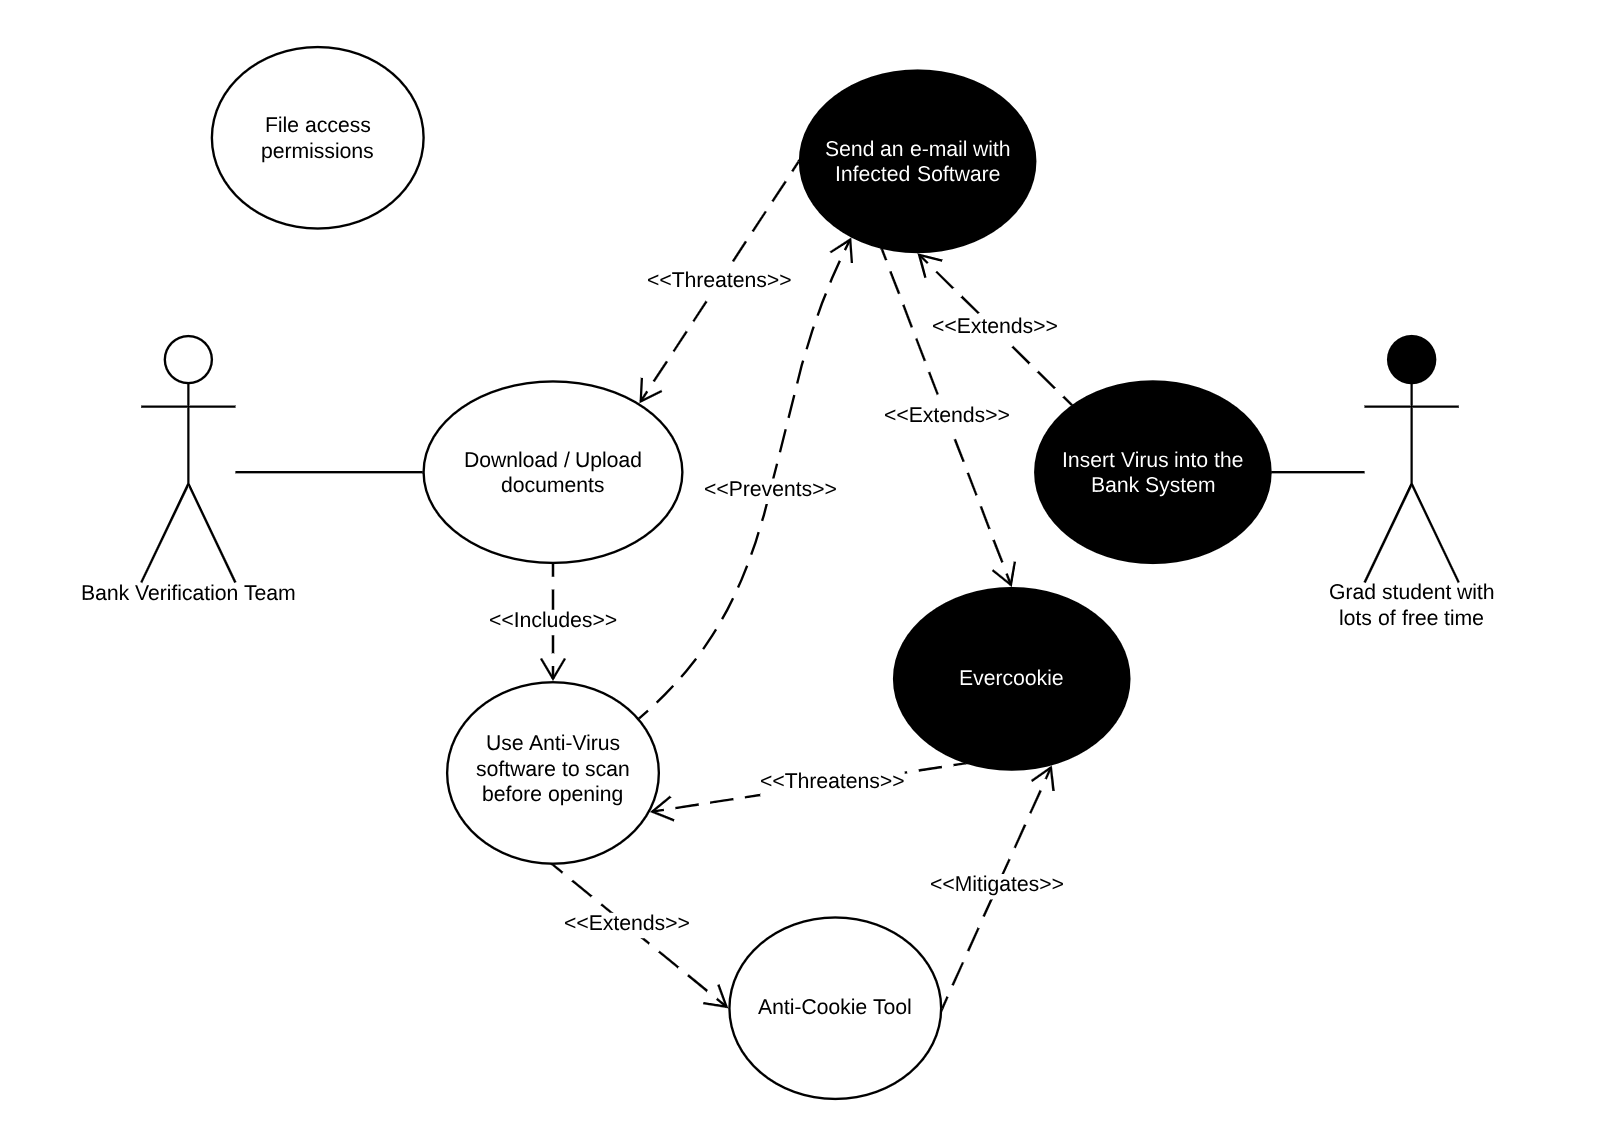 File access
permissions
Send an e-mail with
Infected Software
<<Threatens>>
<<Extends>>
<<Extends>>
Download / Upload
documents
Insert Virus into the
Bank System
<<Prevents>>
Bank Verification Team
Grad student with
lots of free time
<<Includes>>
Evercookie
Use Anti-Virus
software to scan
before opening
<<Threatens>>
<<Mitigates>>
<<Extends>>
Anti-Cookie Tool